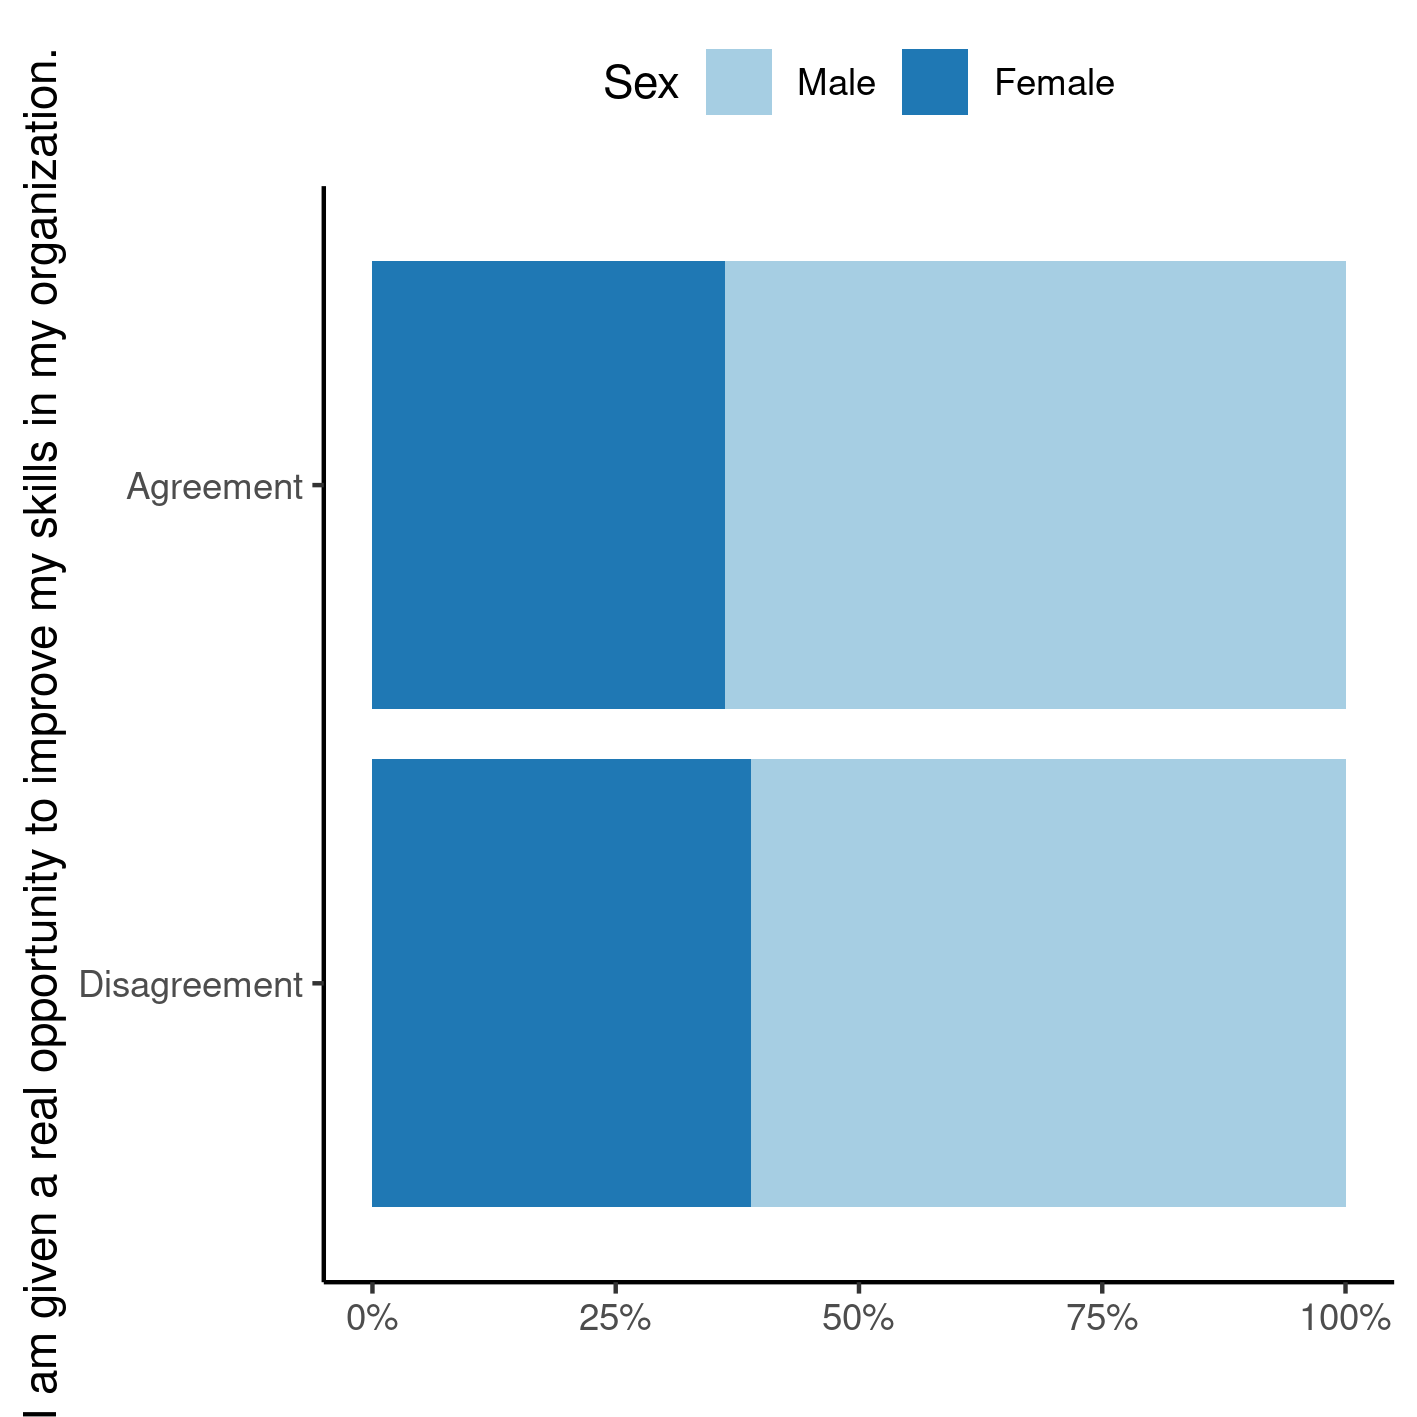 Sex Male Female
I am given a real opportunity to improve my skills in my organization.
Agreement
Disagreement
0% 25% 50% 75% 100%